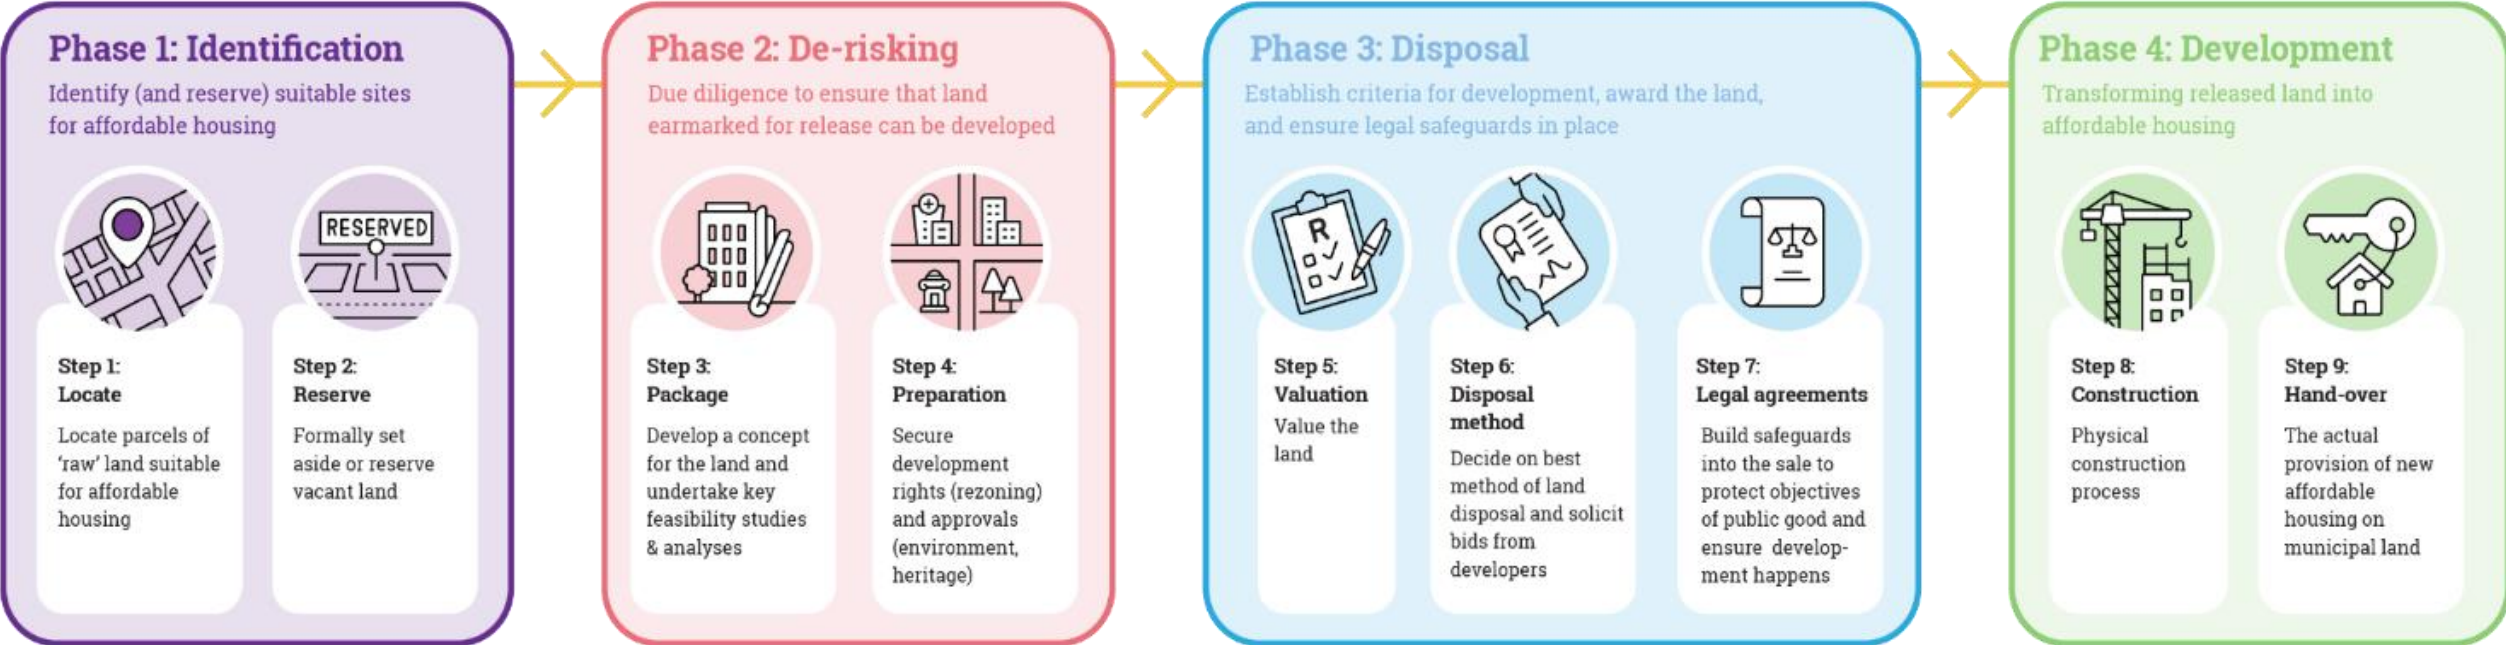 Phase 1: Identification
Identify (and reserve) suitable sites
for affordable housing
RESERVED
Step 1:
Locate
Locate parcels of
‘raw’ land suitable
for affordable
housing
Step 2:
Reserve
Formally set
aside or reserve
vacant land
Phase 2: De-risking
Due diligence to ensure that land
earmarked for release can be developed
Step 3:
Package
Develop a concept
for the land and
undertake key
feasibility studies
& analyses
Step 4:
Preparation
Secure
development
rights (rezoning)
and approvals
(environment,
heritage)
Phase 3: Disposal
Establish criteria for development, award the land,
and ensure legal safeguards in place
R
Step 5:
Valuation
Value the
land
Step 6:
Disposal
method
Decide on best
method of land
disposal and solicit
bids from
developers
Step 7:
Legal agreements
Build safeguards
into the sale to
protect objectives
of public good and
ensure develop-
ment happens
Phase 4: Development
Transforming released land into
affordable housing
Step 8:
Construction
Physical
construction
process
Step 9:
Hand-over
The actual
provision of new
affordable
housing on
municipal land